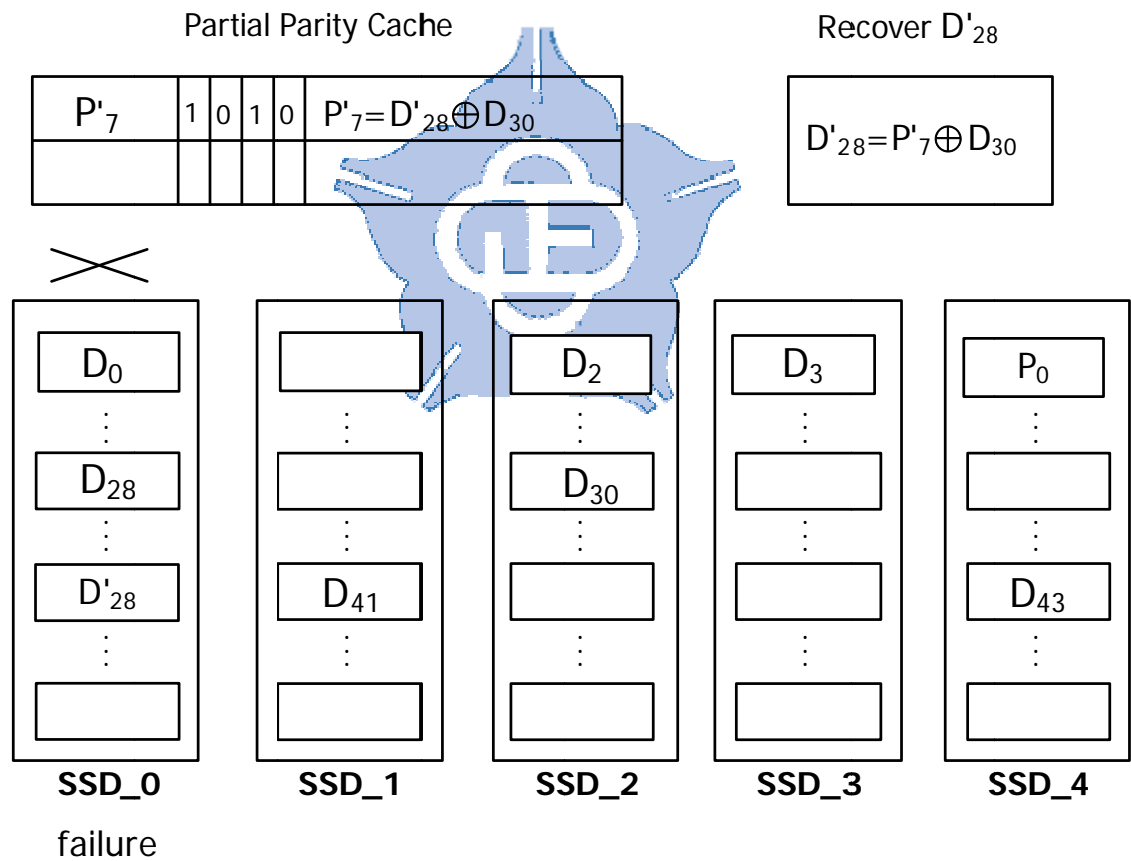 Partial Parity Cache
Recover D'₂₈
P'₇ 1 0 1 0 P'₇=D'₂₈⊕D₃₀
D'₂₈=P'₇⊕D₃₀
D₀ D₂ D₃ P₀
D₂₈ D₃₀
D'₂₈ D₄₁ D₄₃
SSD_0 SSD_1 SSD_2 SSD_3 SSD_4
failure